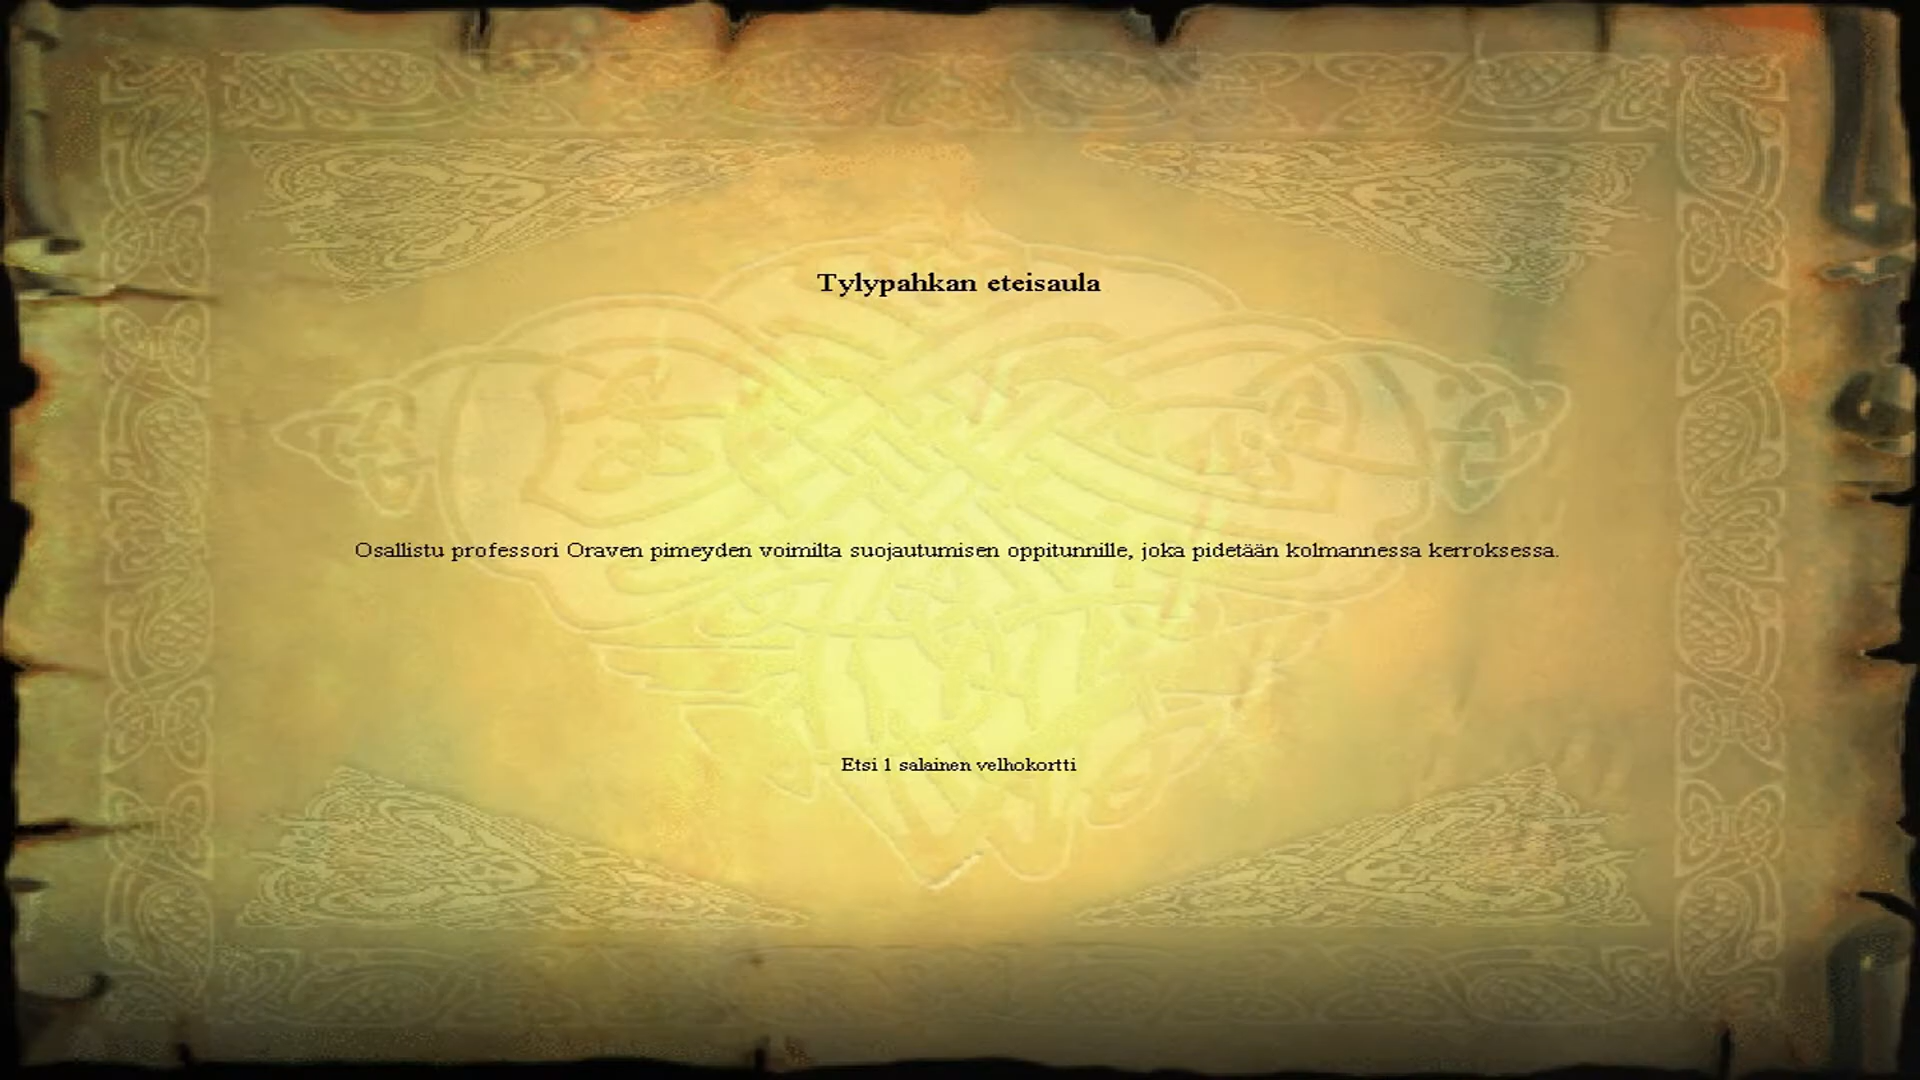 Tylypahkan eteisaula
Osallistu professori Oraven pimeyden voimilta suojautumisen oppitunnille, joka pidetään kolmannessa kerroksessa.
Etsi 1 salainen velhokortti